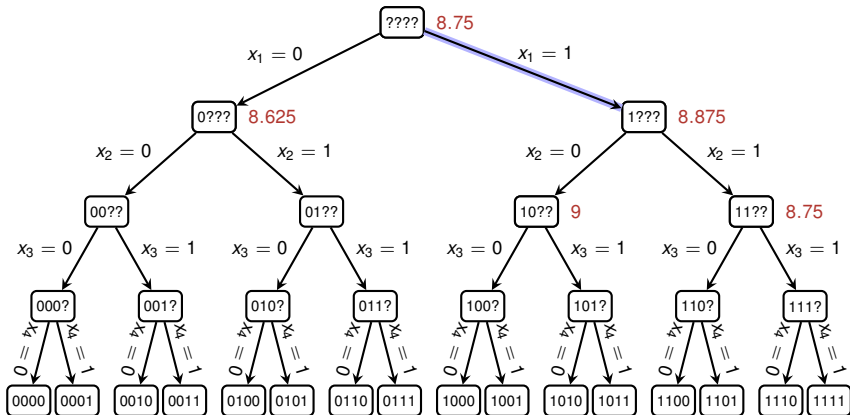 ???? 8.75
x₁ = 0 x₁ = 1
0??? 8.625 1??? 8.875
x₂ = 0 x₂ = 1 x₂ = 0 x₂ = 1
00?? 01?? 10?? 9 11?? 8.75
x₃ = 0 x₃ = 1 x₃ = 0 x₃ = 1 x₃ = 0 x₃ = 1 x₃ = 0 x₃ = 1
000? 001? 010? 011? 100? 101? 110? 111?
x₄ = 0 x₄ = 1 x₄ = 0 x₄ = 1 x₄ = 0 x₄ = 1 x₄ = 0 x₄ = 1 x₄ = 0 x₄ = 1 x₄ = 0 x₄ = 1 x₄ = 0 x₄ = 1 x₄ = 0 x₄ = 1
0000 0001 0010 0011 0100 0101 0110 0111 1000 1001 1010 1011 1100 1101 1110 1111